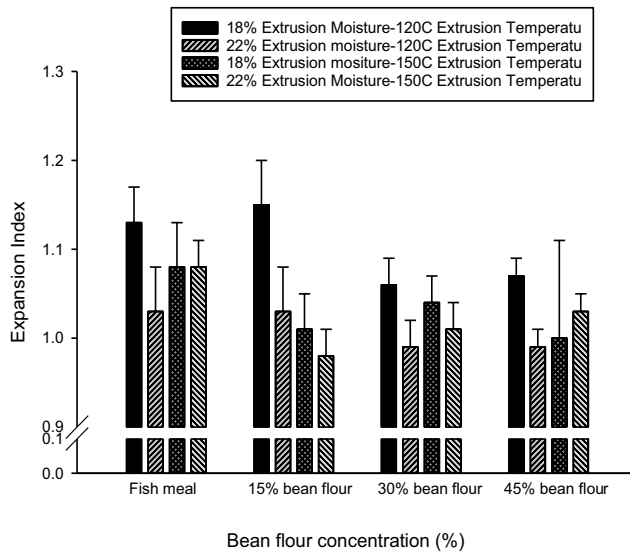 18% Extrusion Moisture-120C Extrusion Temperatu
22% Extrusion moisture-120C Extrusion Temperatu
18% Extrusion mositure-150C Extrusion Temperatu
22% Extrusion Moisture-150C Extrusion Temperatu
1.3
1.2
1.1
1.0
0.9
0.1
0.0
Expansion Index
Fish meal 15% bean flour 30% bean flour 45% bean flour
Bean flour concentration (%)